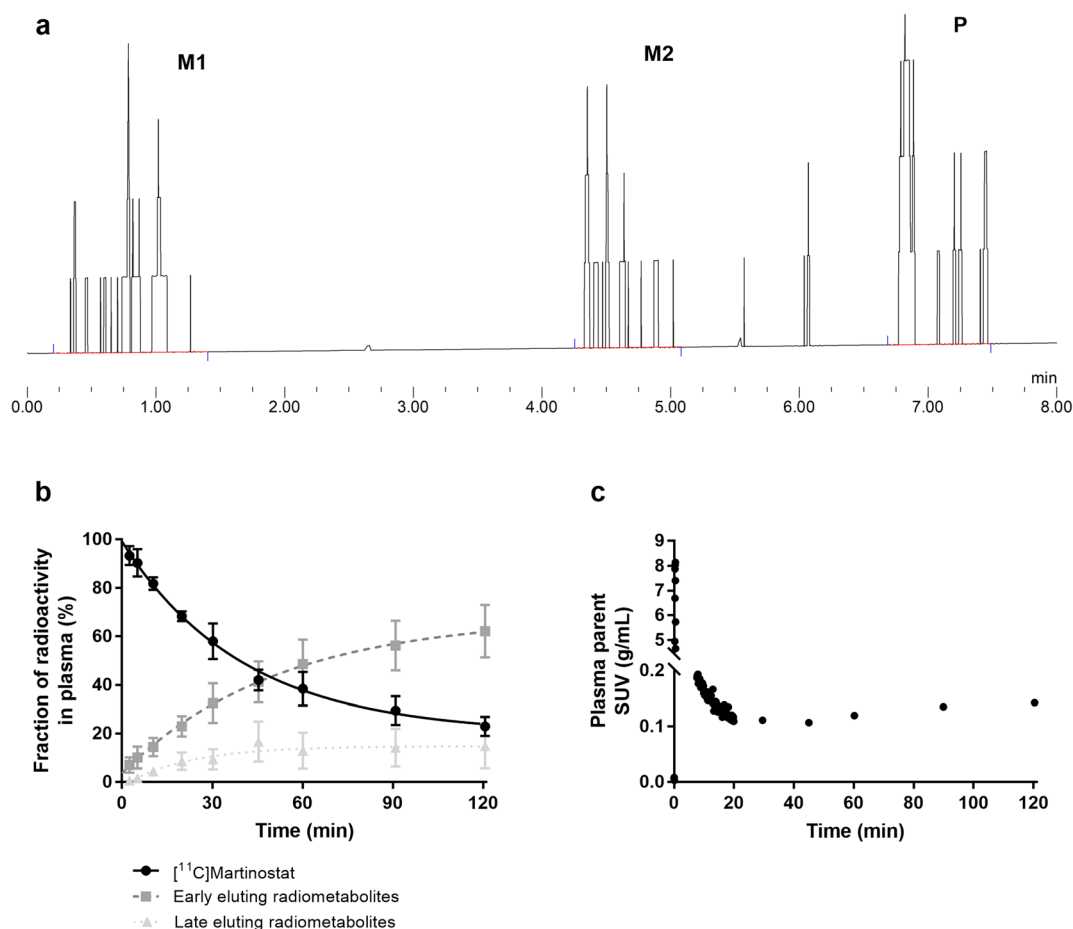 a
M1
M2
P
min
0.00 1.00 2.00 3.00 4.00 5.00 6.00 7.00 8.00
b
Fraction of radioactivity
in plasma (%)
100
80
60
40
20
0
0 30 60 90 120
Time (min)
[¹¹C]Martinostat
Early eluting radiometabolites
Late eluting radiometabolites
c
Plasma parent
SUV (g/mL)
9
8
7
6
5
0.2
0.1
0.0
0 20 40 60 80 100 120
Time (min)